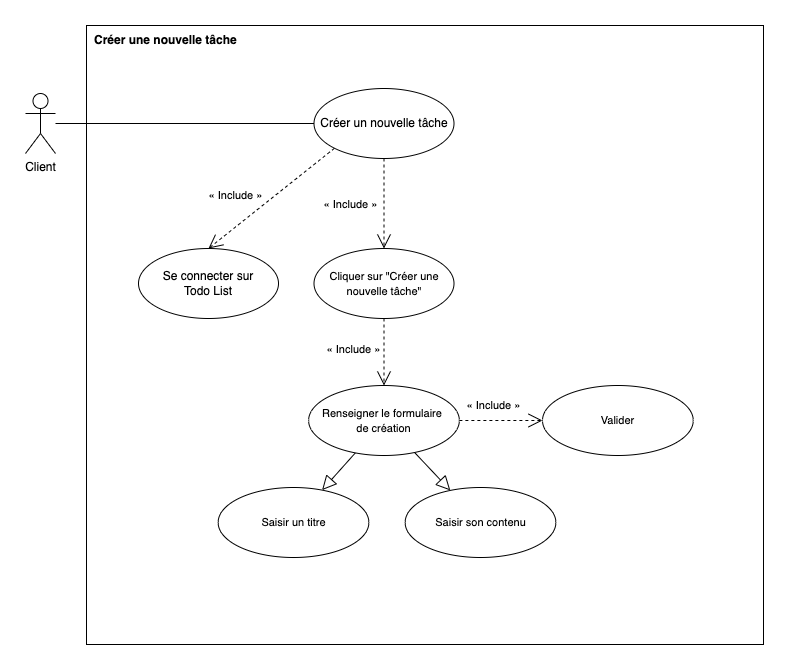 Créer une nouvelle tâche
Créer un nouvelle tâche
Client
« Include »
« Include »
Se connecter sur
Todo List
Cliquer sur "Créer une
nouvelle tâche"
« Include »
Renseigner le formulaire
de création
« Include »
Valider
Saisir un titre
Saisir son contenu